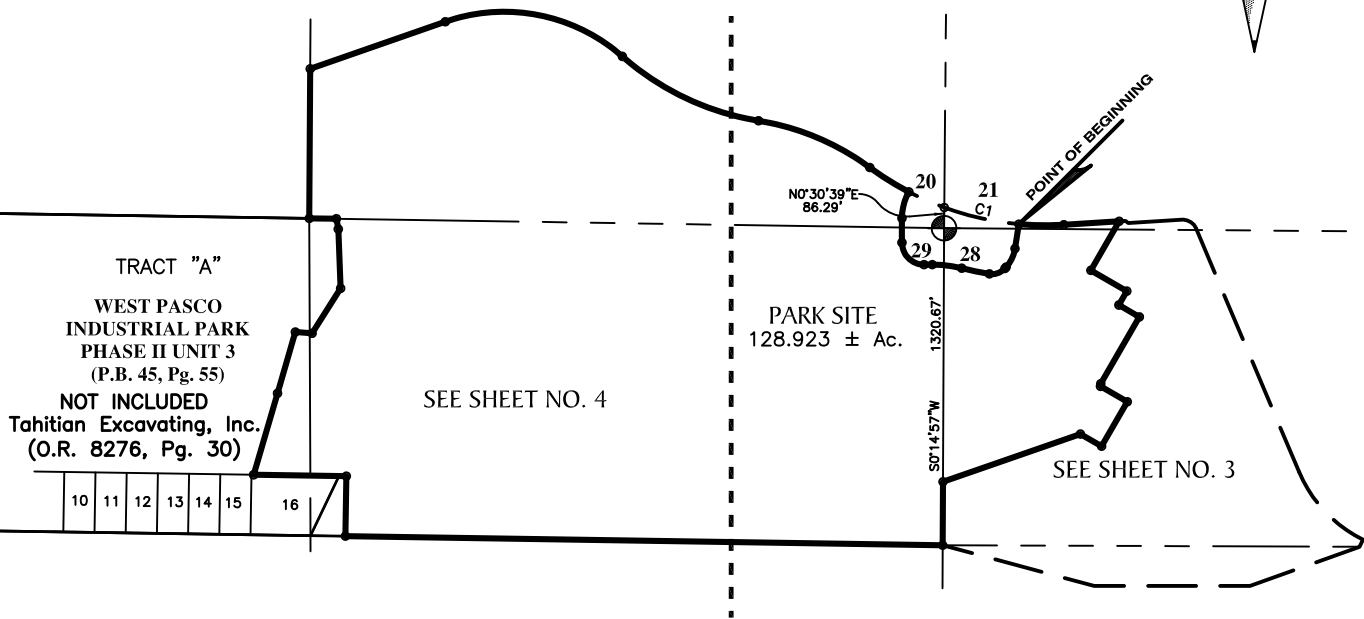 POINT OF BEGINNING
20
21
C1
N0°30'39"E
86.29'
29
28
TRACT "A"
WEST PASCO
INDUSTRIAL PARK
PHASE II UNIT 3
(P.B. 45, Pg. 55)
NOT INCLUDED
Tahitian Excavating, Inc.
(O.R. 8276, Pg. 30)
PARK SITE
128.923 ± Ac.
1320.67'
S0°14'57"W
SEE SHEET NO. 4
SEE SHEET NO. 3
10 11 12 13 14 15 16